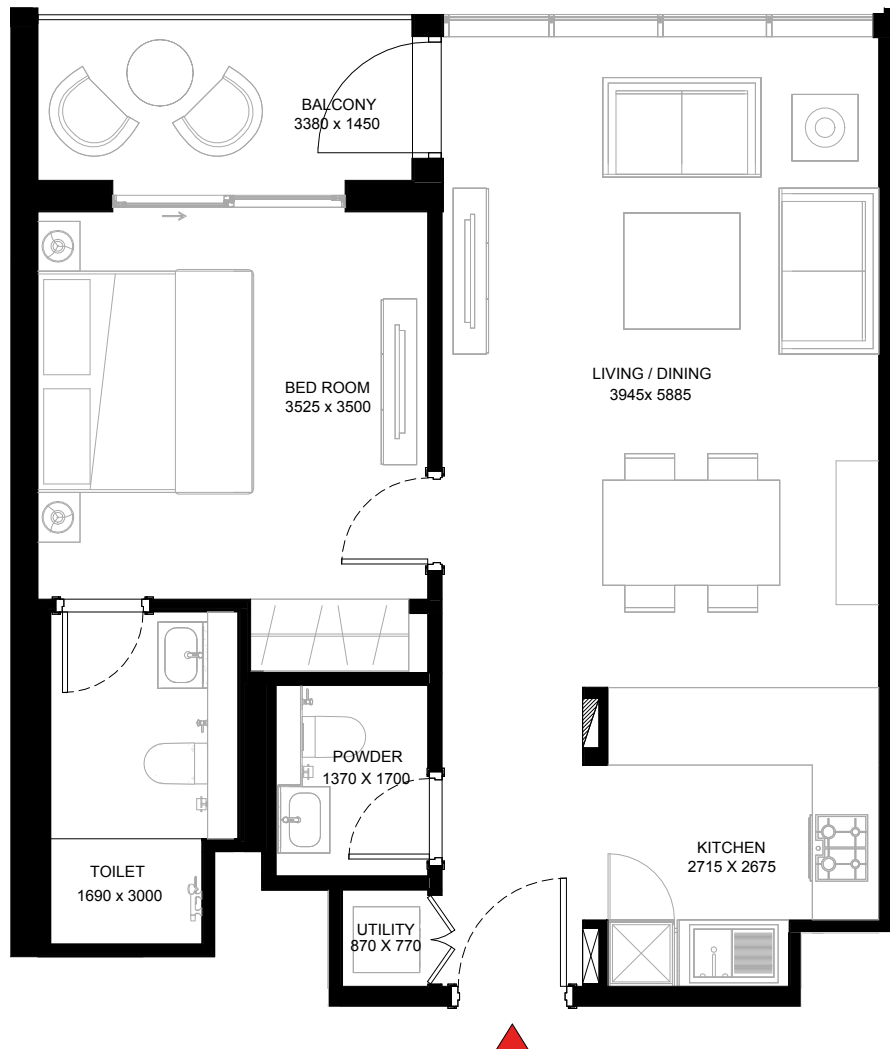 BALCONY
3380 x 1450
BED ROOM
3525 x 3500
LIVING / DINING
3945x 5885
POWDER
1370 X 1700
KITCHEN
2715 X 2675
TOILET
1690 x 3000
UTILITY
870 X 770